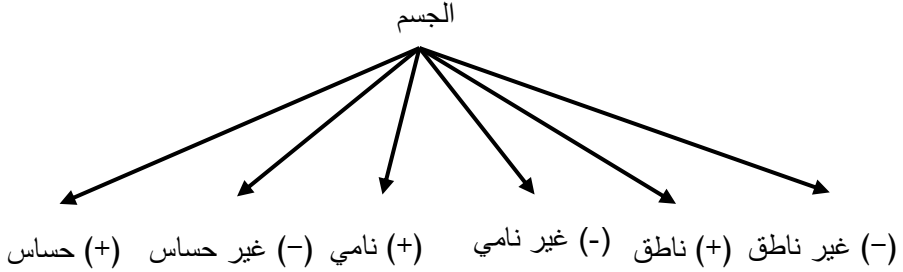 الجسم
(–) غير ناطق (+) ناطق (-) غير نامي (+) نامي (–) غير حساس (+) حساس